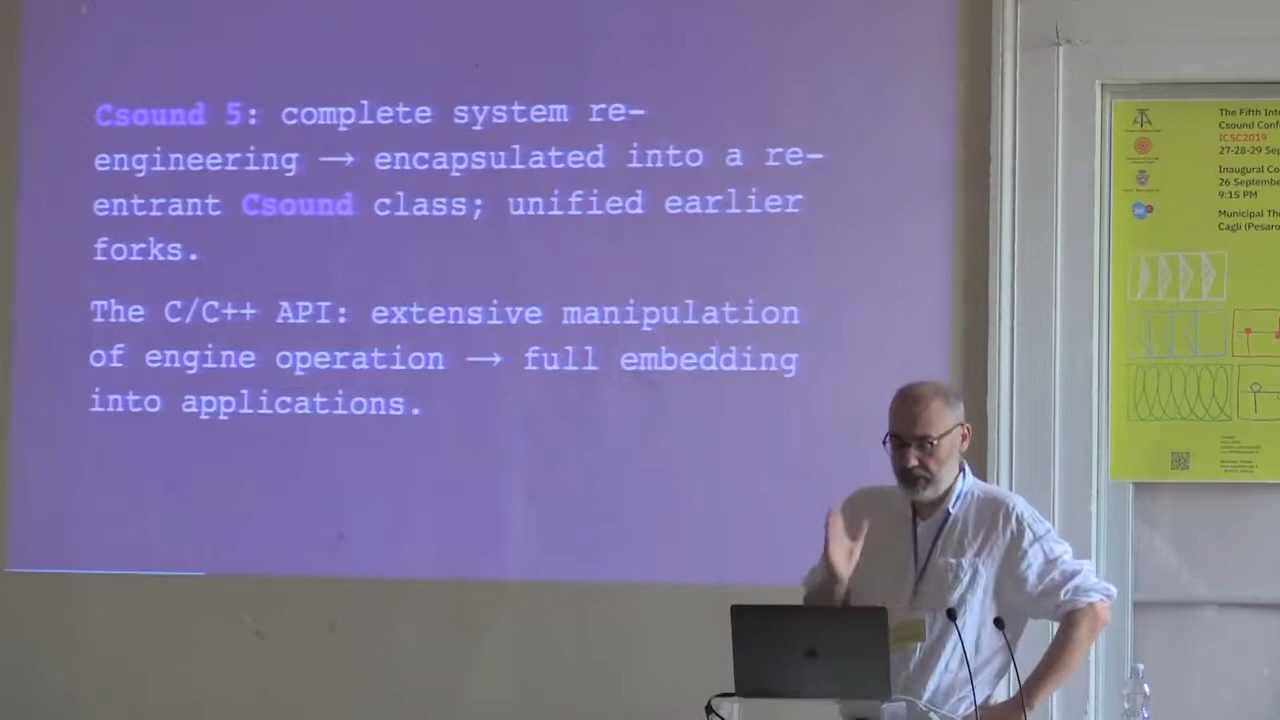 Csound 5: complete system re-
engineering → encapsulated into a re-
entrant Csound class; unified earlier
forks.
The C/C++ API: extensive manipulation
of engine operation → full embedding
into applications.
The Fifth Inte
Csound Conf
ICSC2019
27-28-29 Sep
Inaugural Co
26 September
9:15 PM
Municipal The
Cagli (Pesaro